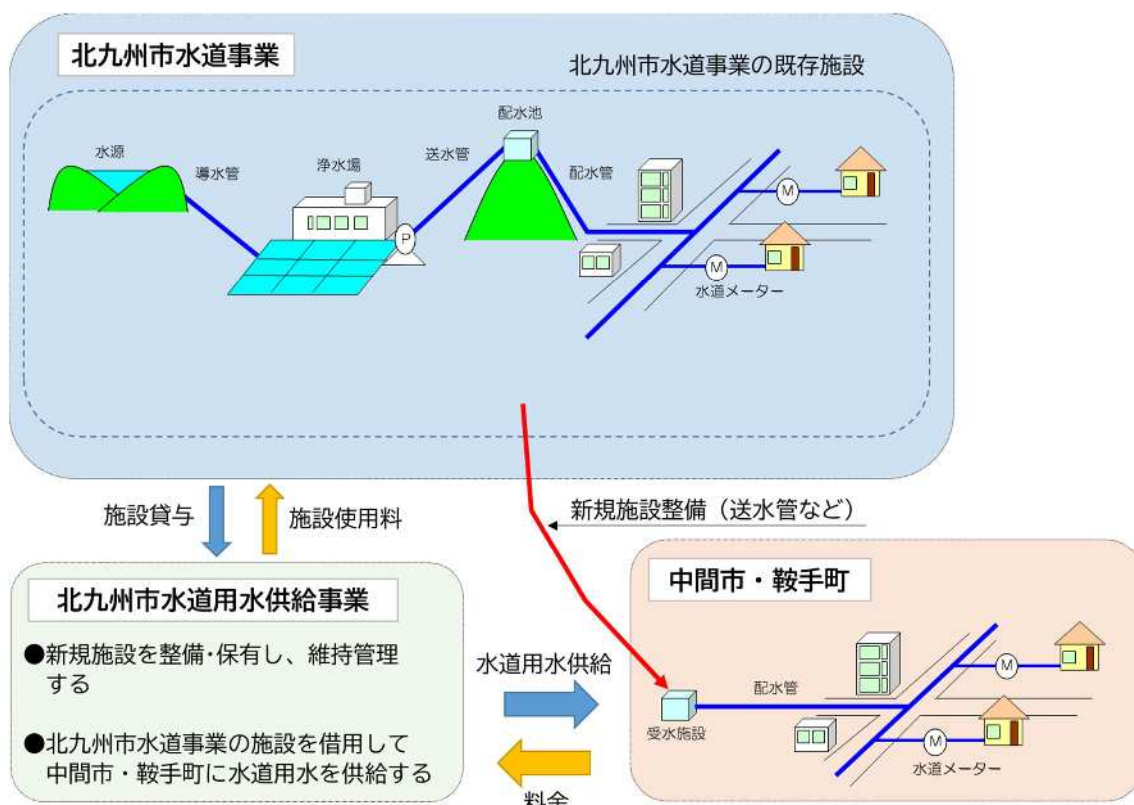 北九州市水道事業
北九州市水道事業の既存施設
配水池
水源
導水管
浄水場
送水管
配水管
P
M
M
水道メーター
施設貸与
施設使用料
新規施設整備（送水管など）
北九州市水道用水供給事業
●新規施設を整備･保有し、維持管理
する
●北九州市水道事業の施設を借用して
中間市・鞍手町に水道用水を供給する
水道用水供給
料金
中間市・鞍手町
受水施設
配水管
M
M
水道メーター